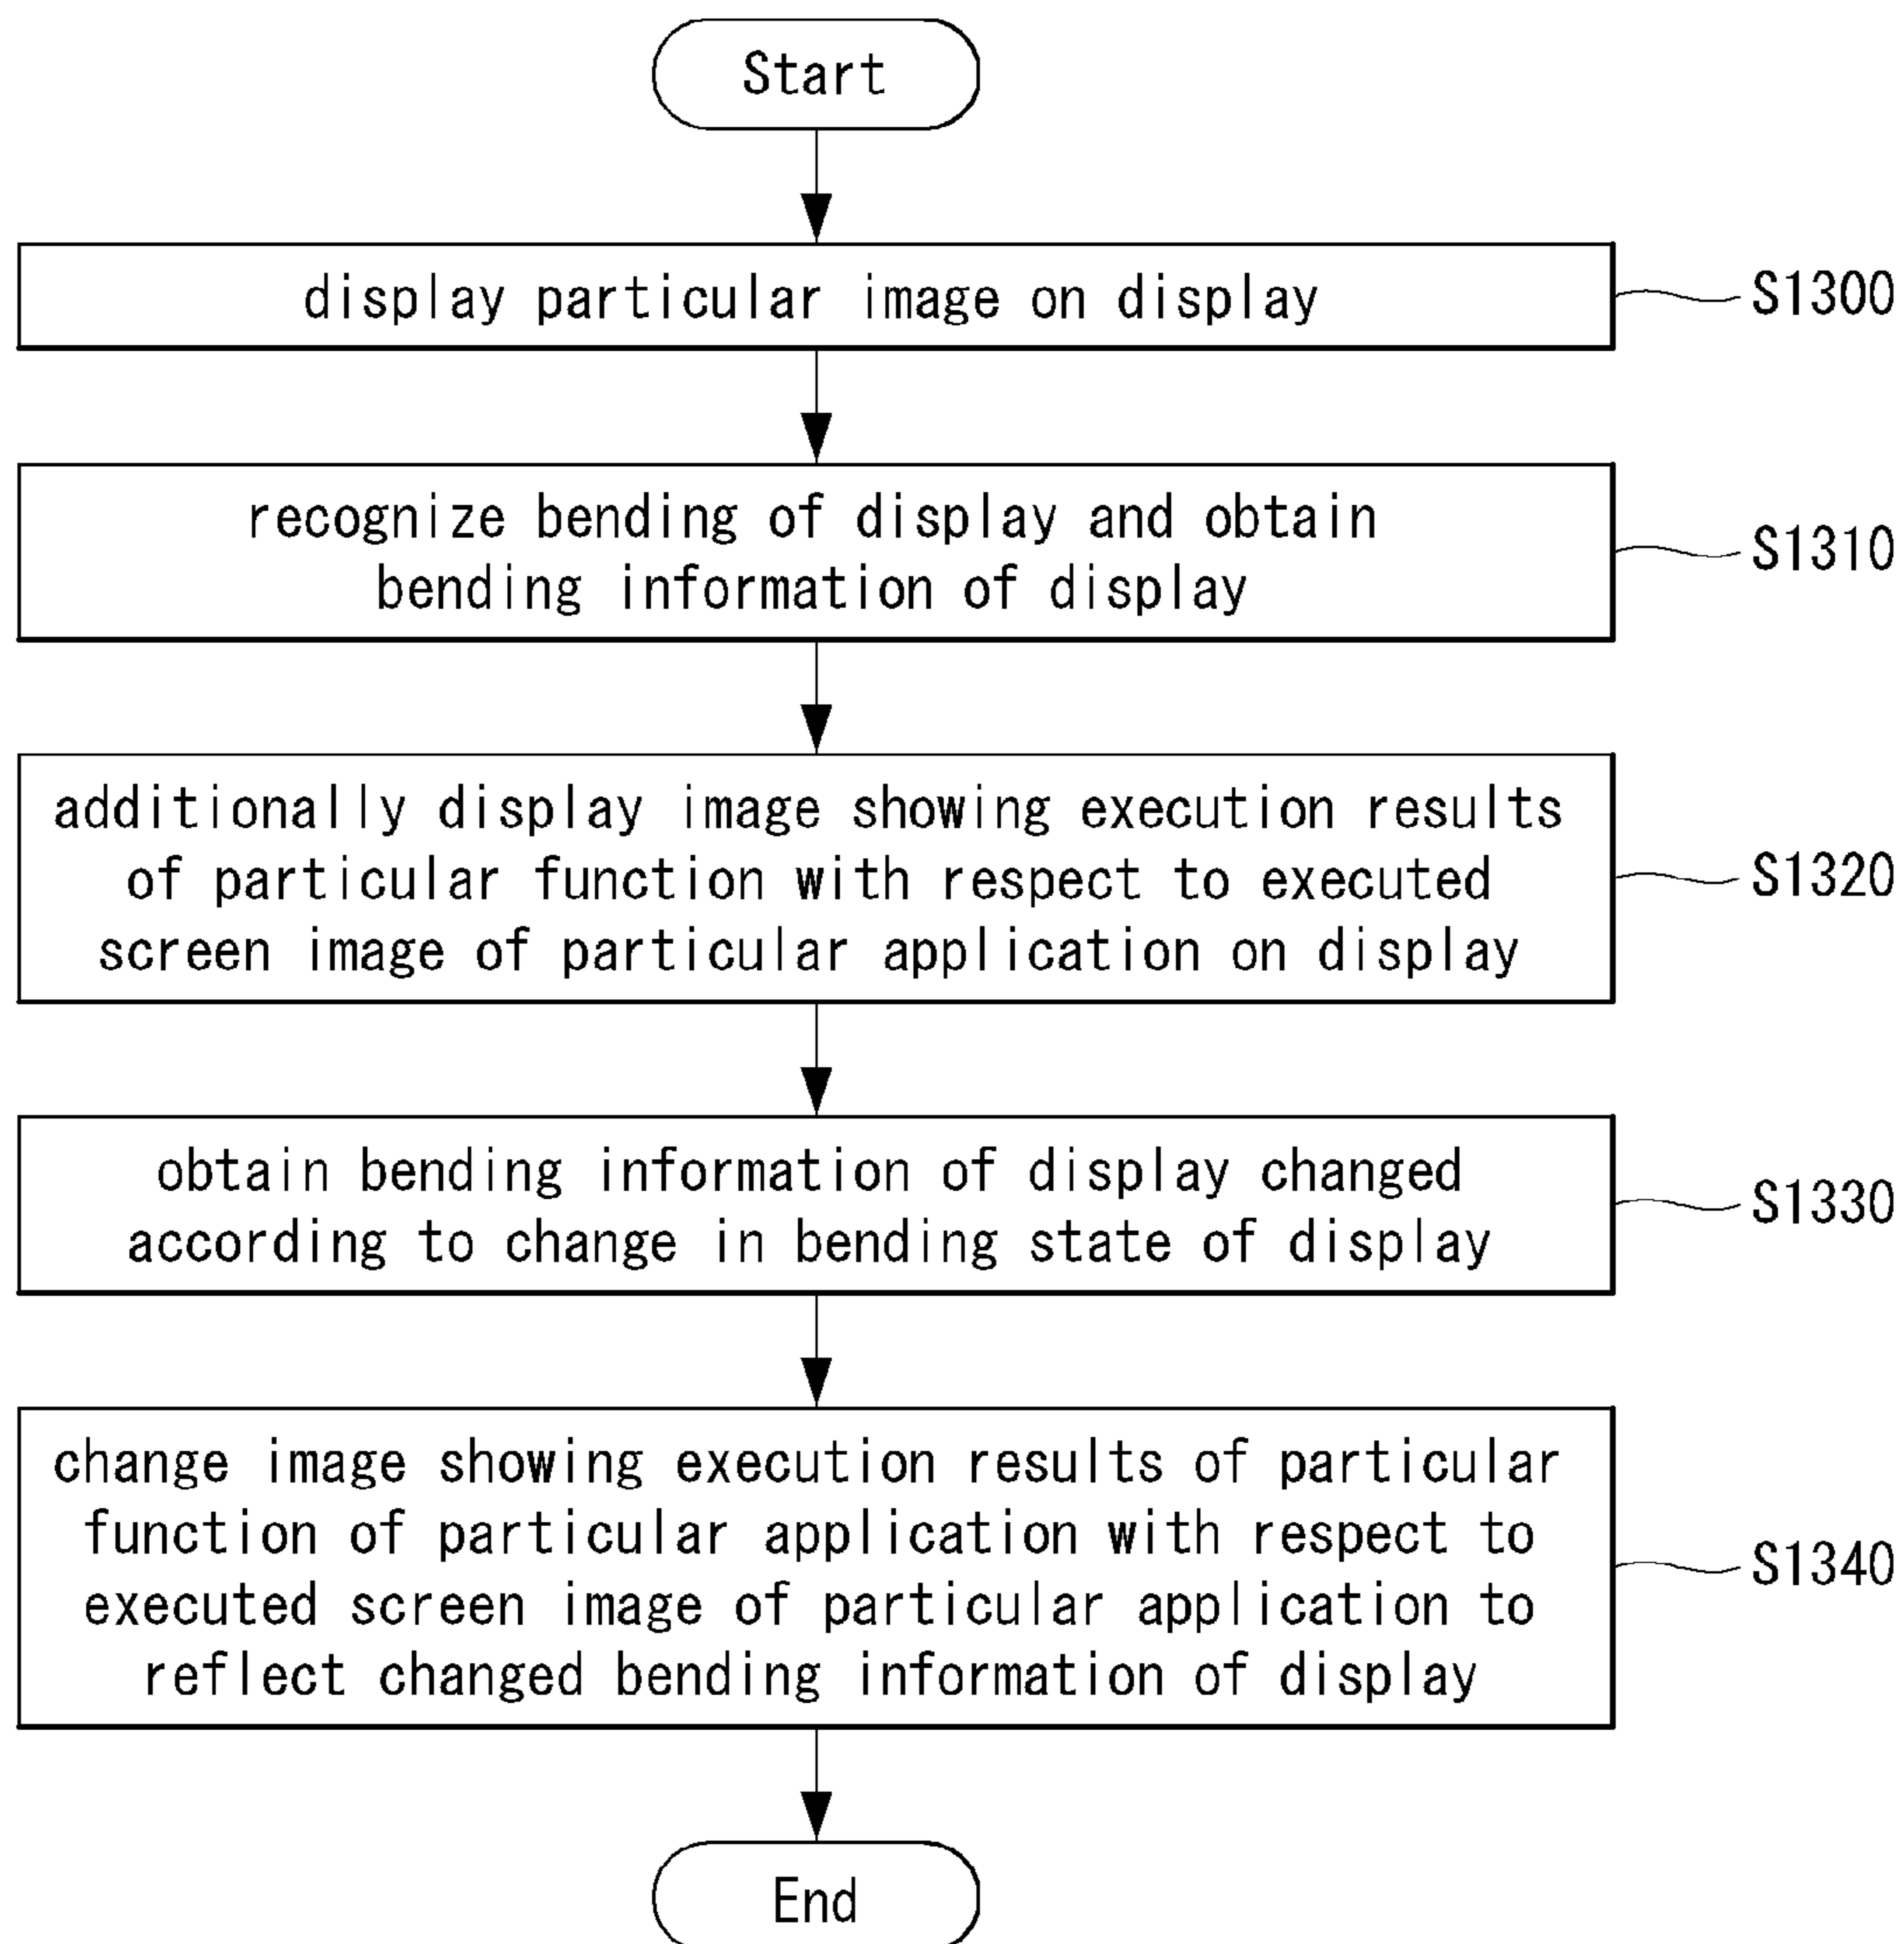 Start
display particular image on display
S1300
recognize bending of display and obtain
bending information of display
S1310
additionally display image showing execution results
of particular function with respect to executed
screen image of particular application on display
S1320
obtain bending information of display changed
according to change in bending state of display
S1330
change image showing execution results of particular
function of particular application with respect to
executed screen image of particular application to
reflect changed bending information of display
S1340
End